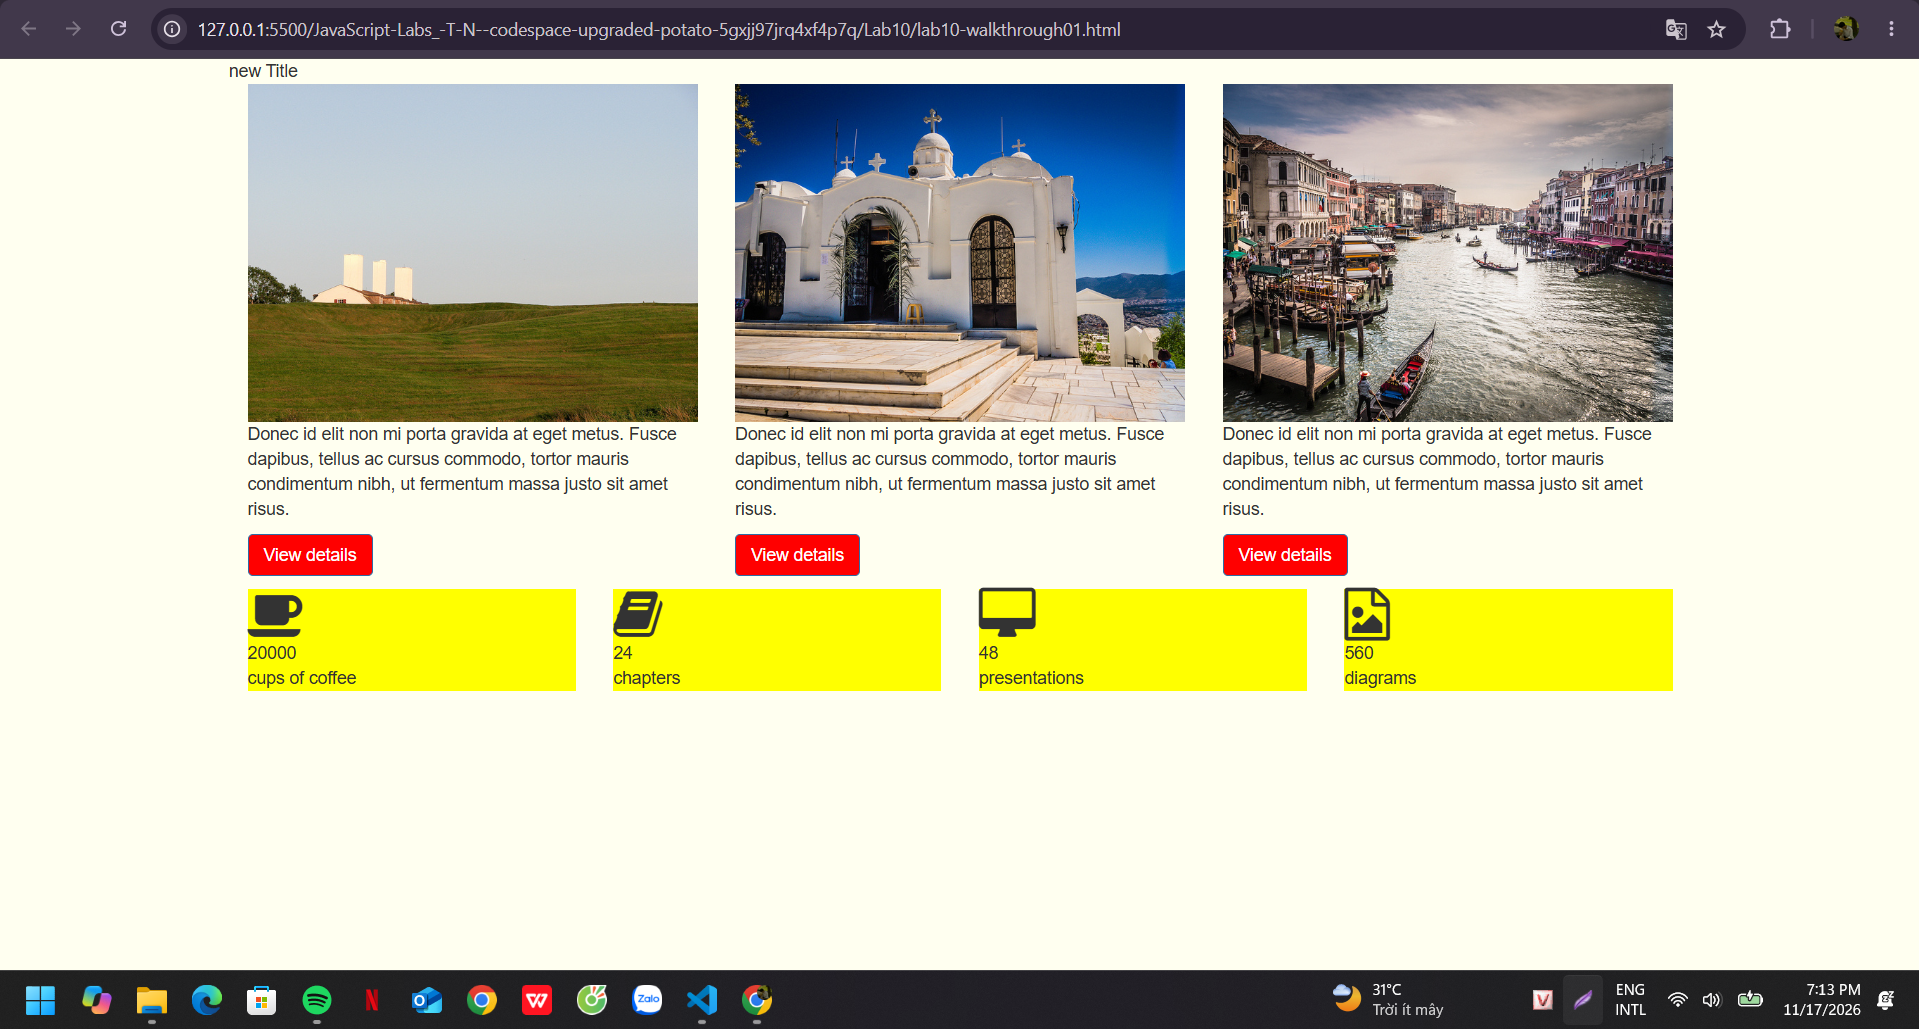 127.0.0.1:5500/JavaScript-Labs_-T-N--codespace-upgraded-potato-5gxjj97jrq4xf4p7q/Lab10/lab10-walkthrough01.html
new Title
Donec id elit non mi porta gravida at eget metus. Fusce
dapibus, tellus ac cursus commodo, tortor mauris
condimentum nibh, ut fermentum massa justo sit amet
risus.
View details
Donec id elit non mi porta gravida at eget metus. Fusce
dapibus, tellus ac cursus commodo, tortor mauris
condimentum nibh, ut fermentum massa justo sit amet
risus.
View details
Donec id elit non mi porta gravida at eget metus. Fusce
dapibus, tellus ac cursus commodo, tortor mauris
condimentum nibh, ut fermentum massa justo sit amet
risus.
View details
20000
cups of coffee
24
chapters
48
presentations
560
diagrams
Zalo
31°C
Trời ít mây
ENG
INTL
7:13 PM
11/17/2026